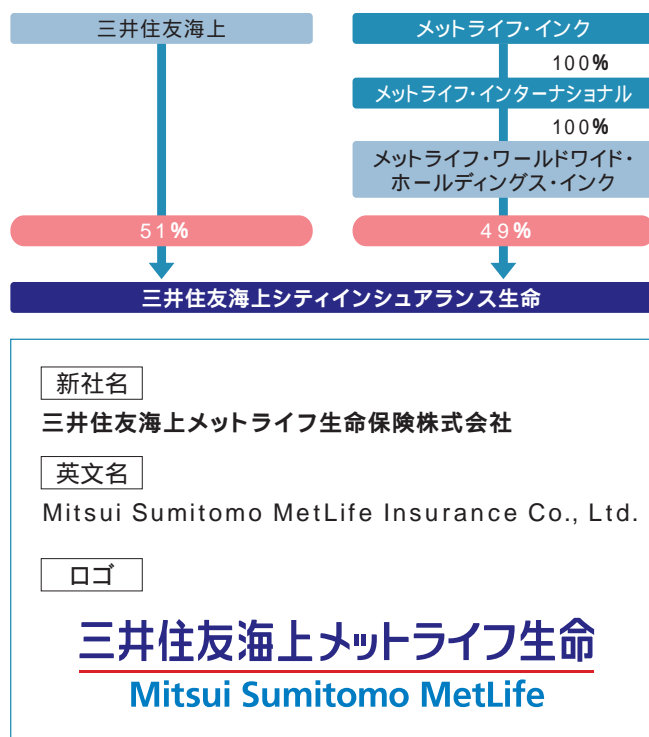 三井住友海上
メットライフ・インク
100%
メットライフ・インターナショナル
100%
メットライフ・ワールドワイド・
ホールディングス・インク
51%
49%
三井住友海上シティインシュアランス生命
新社名
三井住友海上メットライフ生命保険株式会社
英文名
Mitsui Sumitomo MetLife Insurance Co., Ltd.
ロゴ
三井住友海上メットライフ生命
Mitsui Sumitomo MetLife